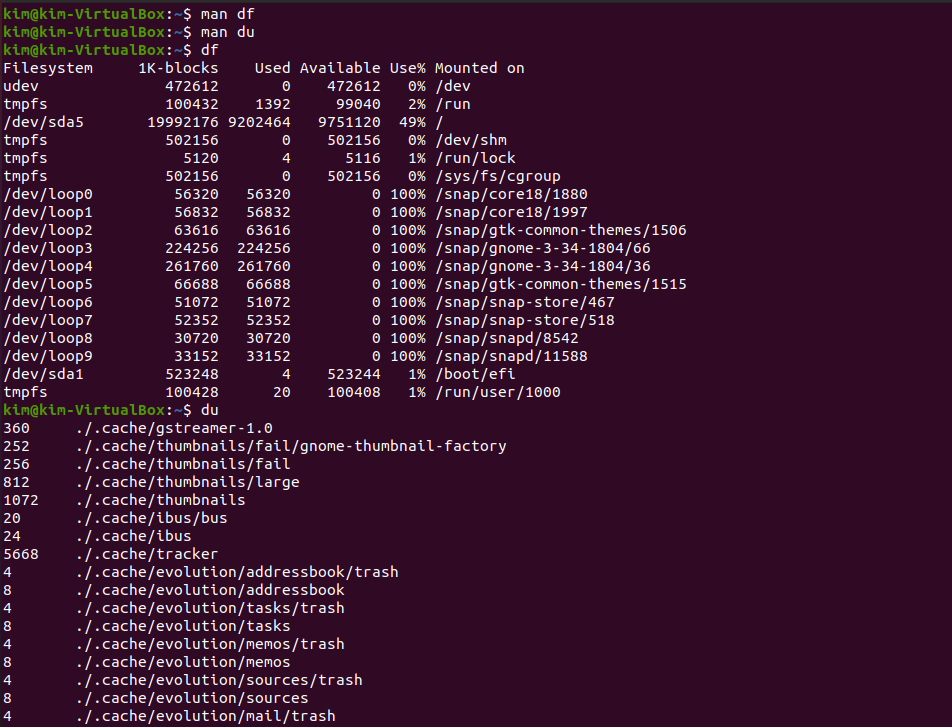 kim@kim-VirtualBox:~$ man df
kim@kim-VirtualBox:~$ man du
kim@kim-VirtualBox:~$ df
Filesystem     1K-blocks    Used Available Use% Mounted on
udev              472612       0    472612   0% /dev
tmpfs             100432    1392     99040   2% /run
/dev/sda5       19992176 9202464   9751120  49% /
tmpfs             502156       0    502156   0% /dev/shm
tmpfs               5120       4      5116   1% /run/lock
tmpfs             502156       0    502156   0% /sys/fs/cgroup
/dev/loop0         56320   56320         0 100% /snap/core18/1880
/dev/loop1         56832   56832         0 100% /snap/core18/1997
/dev/loop2         63616   63616         0 100% /snap/gtk-common-themes/1506
/dev/loop3        224256  224256         0 100% /snap/gnome-3-34-1804/66
/dev/loop4        261760  261760         0 100% /snap/gnome-3-34-1804/36
/dev/loop5         66688   66688         0 100% /snap/gtk-common-themes/1515
/dev/loop6         51072   51072         0 100% /snap/snap-store/467
/dev/loop7         52352   52352         0 100% /snap/snap-store/518
/dev/loop8         30720   30720         0 100% /snap/snapd/8542
/dev/loop9         33152   33152         0 100% /snap/snapd/11588
/dev/sda1         523248       4    523244   1% /boot/efi
tmpfs             100428      20    100408   1% /run/user/1000
kim@kim-VirtualBox:~$ du
360     ./.cache/gstreamer-1.0
252     ./.cache/thumbnails/fail/gnome-thumbnail-factory
256     ./.cache/thumbnails/fail
812     ./.cache/thumbnails/large
1072    ./.cache/thumbnails
20      ./.cache/ibus/bus
24      ./.cache/ibus
5668    ./.cache/tracker
4       ./.cache/evolution/addressbook/trash
8       ./.cache/evolution/addressbook
4       ./.cache/evolution/tasks/trash
8       ./.cache/evolution/tasks
4       ./.cache/evolution/memos/trash
8       ./.cache/evolution/memos
4       ./.cache/evolution/sources/trash
8       ./.cache/evolution/sources
4       ./.cache/evolution/mail/trash